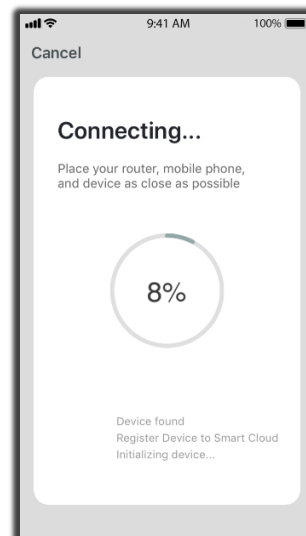 9:41 AM
100%
Cancel
Connecting...
Place your router, mobile phone,
and device as close as possible
8%
Device found
Register Device to Smart Cloud
Initializing device...